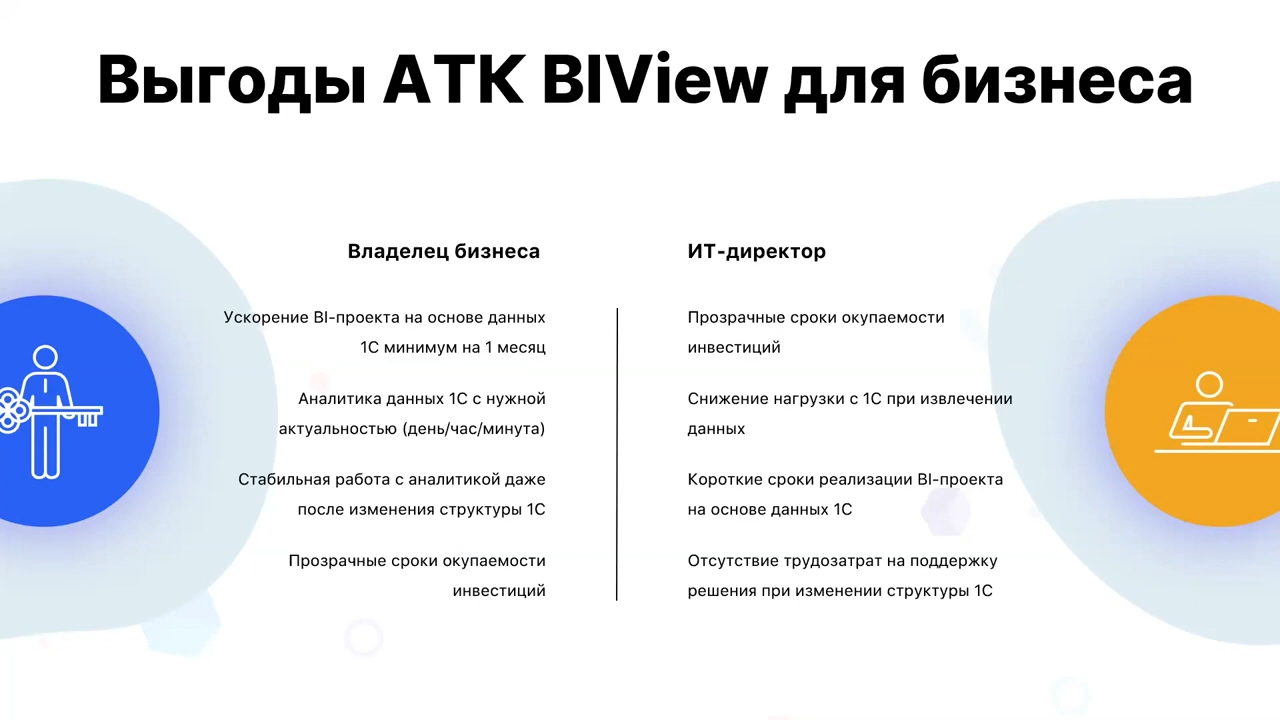 Выгоды АТК BIView для бизнеса
Владелец бизнеса
Ускорение BI-проекта на основе данных
1С минимум на 1 месяц
Аналитика данных 1С с нужной
актуальностью (день/час/минута)
Стабильная работа с аналитикой даже
после изменения структуры 1С
Прозрачные сроки окупаемости
инвестиций
ИТ-директор
Прозрачные сроки окупаемости
инвестиций
Снижение нагрузки с 1С при извлечении
данных
Короткие сроки реализации BI-проекта
на основе данных 1С
Отсутствие трудозатрат на поддержку
решения при изменении структуры 1С